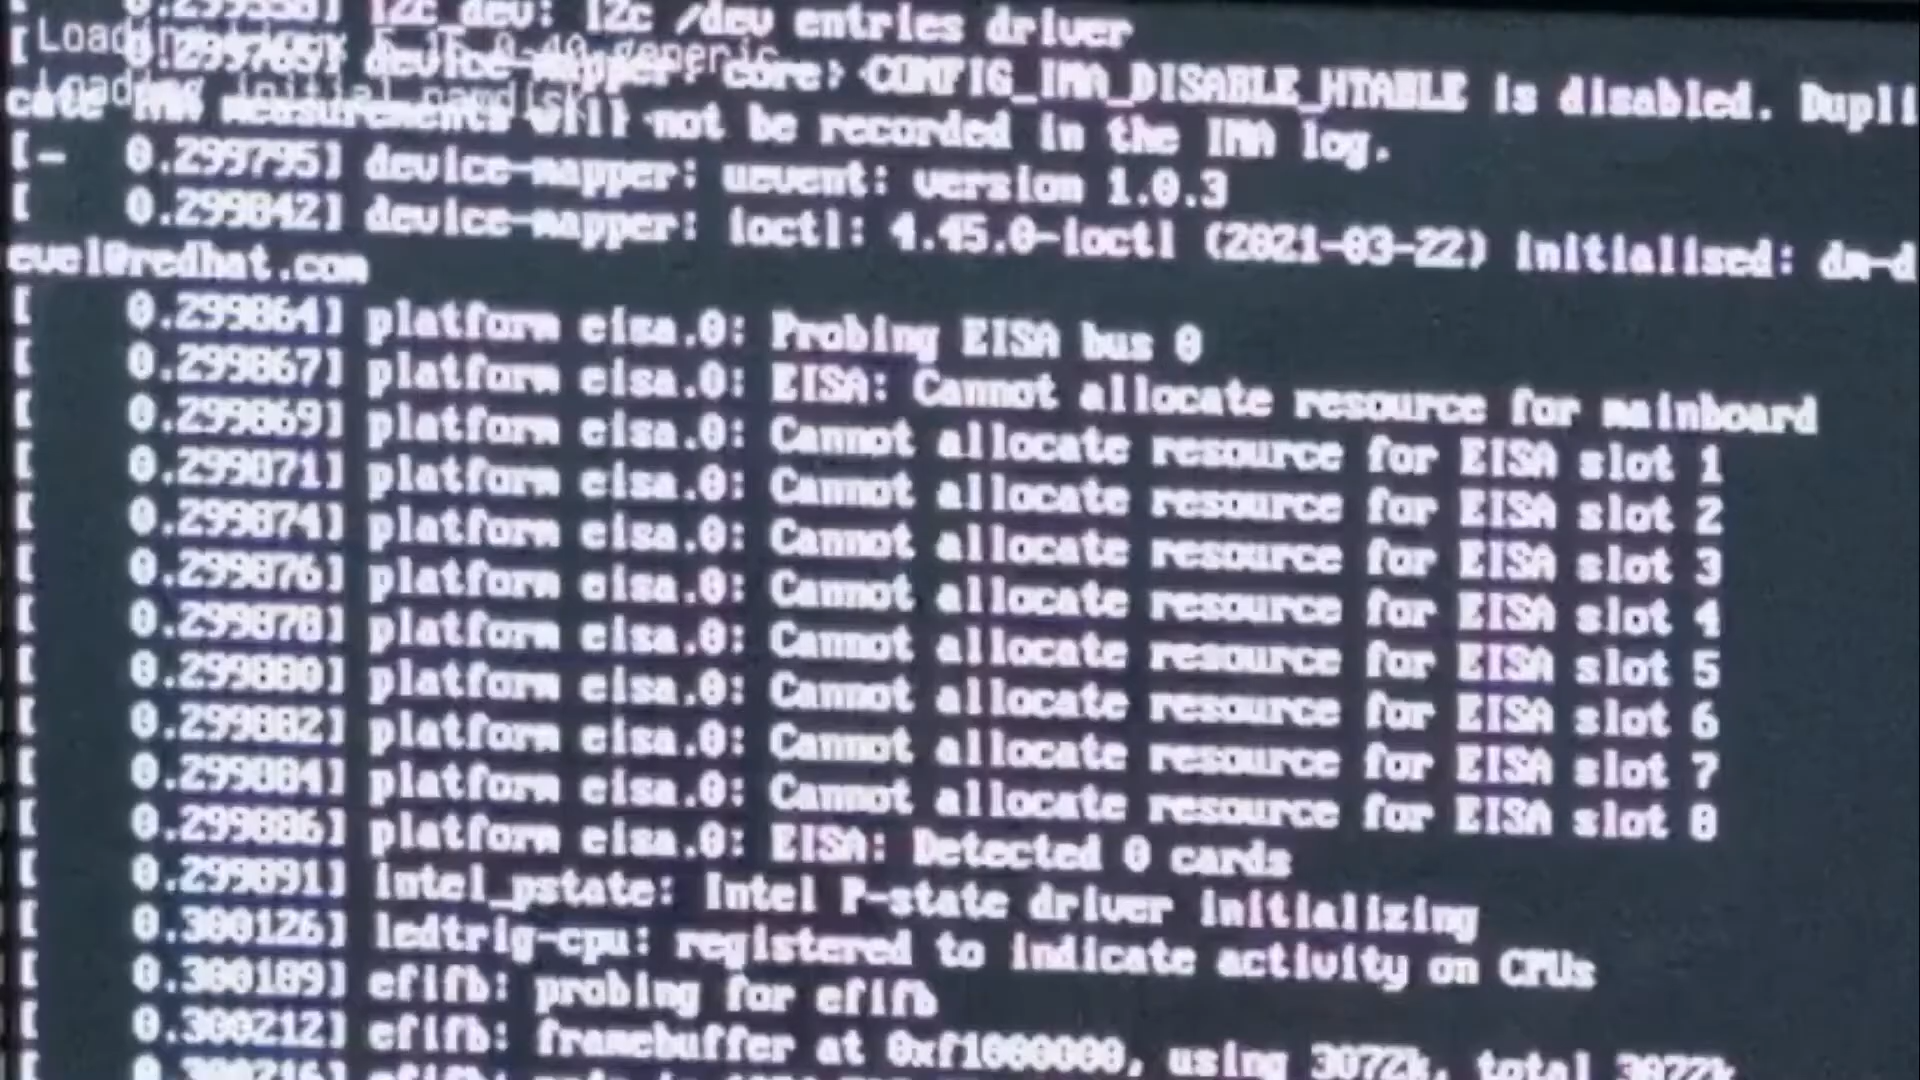 0.299538] i2c_dev: i2c /dev entries driver
Loading Linux 5.15.0-40-generic
[ 0.299765] device-mapper: core: CONFIG_IMA_DISABLE_HTABLE is disabled. Dupli
Loading initial ramdisk
cate IMA measurements will not be recorded in the IMA log.
[- 0.299795] device-mapper: uevent: version 1.0.3
[ 0.299842] device-mapper: ioctl: 4.45.0-ioctl (2021-03-22) initialised: dm-d
evel@redhat.com
[ 0.299864] platform eisa.0: Probing EISA bus 0
[ 0.299867] platform eisa.0: EISA: Cannot allocate resource for mainboard
[ 0.299869] platform eisa.0: Cannot allocate resource for EISA slot 1
[ 0.299871] platform eisa.0: Cannot allocate resource for EISA slot 2
[ 0.299874] platform eisa.0: Cannot allocate resource for EISA slot 3
[ 0.299876] platform eisa.0: Cannot allocate resource for EISA slot 4
[ 0.299878] platform eisa.0: Cannot allocate resource for EISA slot 5
[ 0.299880] platform eisa.0: Cannot allocate resource for EISA slot 6
[ 0.299882] platform eisa.0: Cannot allocate resource for EISA slot 7
[ 0.299884] platform eisa.0: Cannot allocate resource for EISA slot 8
[ 0.299886] platform eisa.0: EISA: Detected 0 cards
[ 0.299891] intel_pstate: Intel P-state driver initializing
[ 0.300126] ledtrig-cpu: registered to indicate activity on CPUs
[ 0.300189] efifb: probing for efifb
[ 0.300212] efifb: framebuffer at 0xf1000000, using 3072k, total 3072k
[ 0.300216] efifb: